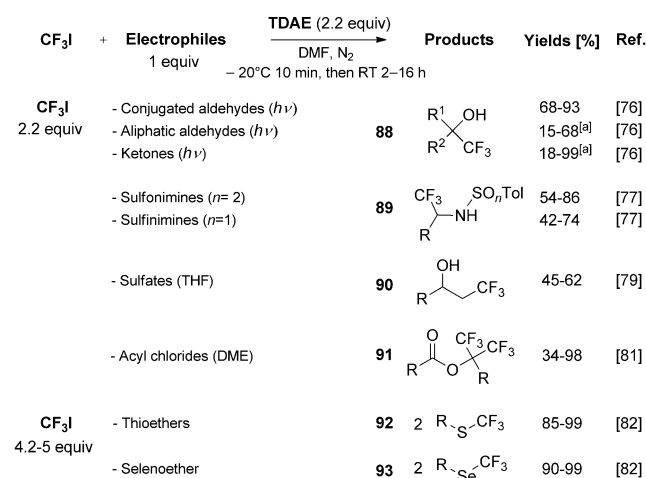 CF3I + Electrophiles TDAE (2.2 equiv) Products Yields [%] Ref.
1 equiv DMF, N2
– 20°C 10 min, then RT 2–16 h
CF3I - Conjugated aldehydes (hν) 68-93 [76]
2.2 equiv - Aliphatic aldehydes (hν) 88 R1 OH R2 CF3 15-68[a] [76]
- Ketones (hν) 18-99[a] [76]
- Sulfonimines (n= 2) 89 CF3 SOnTol NH R 54-86 [77]
- Sulfinimines (n=1) 42-74 [77]
- Sulfates (THF) 90 OH R CF3 45-62 [79]
- Acyl chlorides (DME) 91 O R O CF3 CF3 R 34-98 [81]
CF3I - Thioethers 92 2 R S CF3 85-99 [82]
4.2-5 equiv
- Selenoether 93 2 R Se CF3 90-99 [82]